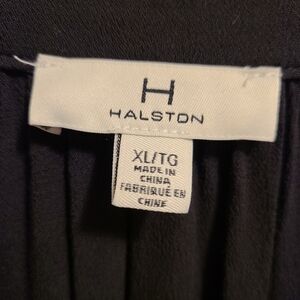 H
HALSTON
XL/TG
MADE IN
CHINA
FABRIQUÉ EN
CHINE